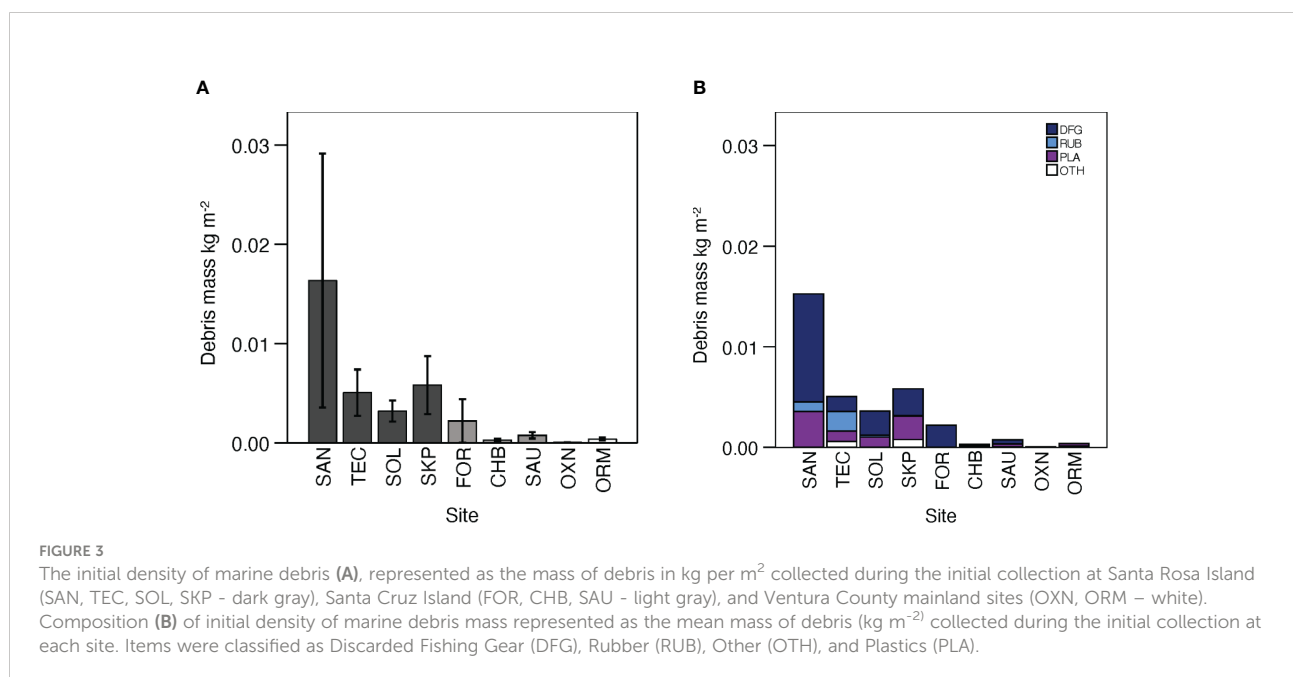 A
B
0.03
0.02
0.01
0.00
Debris mass kg m-2
SAN
TEC
SOL
SKP
FOR
CHB
SAU
OXN
ORM
Site
0.03
0.02
0.01
0.00
Debris mass kg m-2
DFG
RUB
PLA
OTH
SAN
TEC
SOL
SKP
FOR
CHB
SAU
OXN
ORM
Site
FIGURE 3
The initial density of marine debris (A), represented as the mass of debris in kg per m² collected during the initial collection at Santa Rosa Island
(SAN, TEC, SOL, SKP - dark gray), Santa Cruz Island (FOR, CHB, SAU - light gray), and Ventura County mainland sites (OXN, ORM – white).
Composition (B) of initial density of marine debris mass represented as the mean mass of debris (kg m-2) collected during the initial collection at
each site. Items were classified as Discarded Fishing Gear (DFG), Rubber (RUB), Other (OTH), and Plastics (PLA).